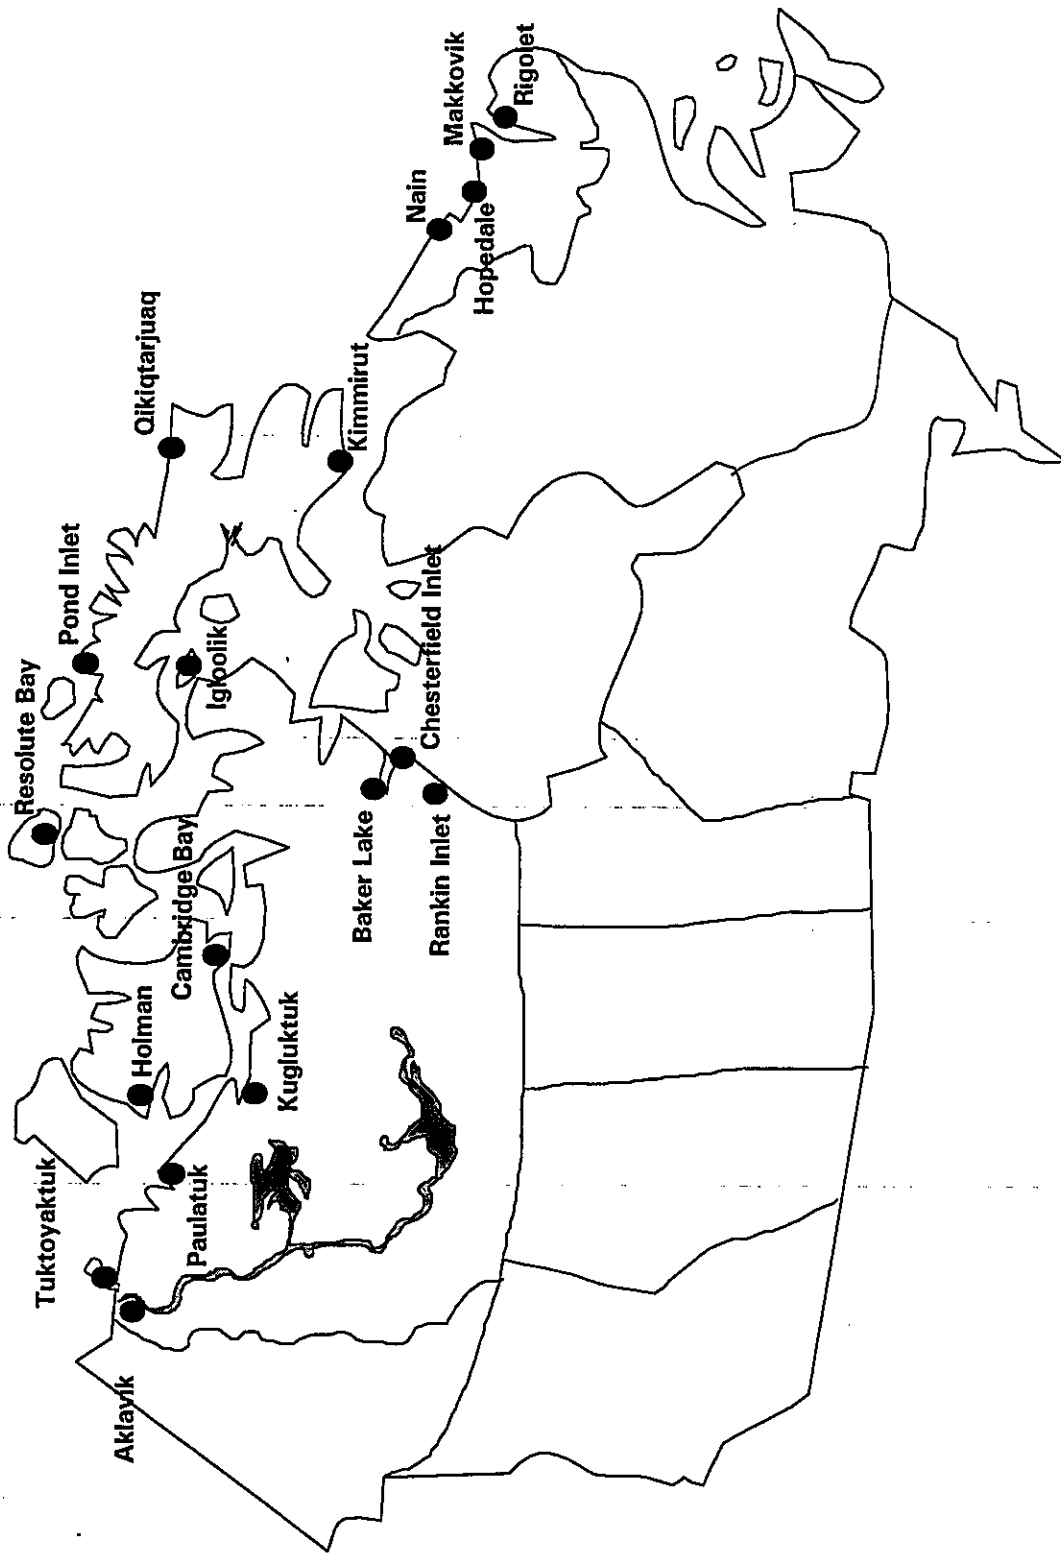 Resolute Bay
Pond Inlet
Qikiqtarjuaq
Tuktoyaktuk
Holman
Cambridge Bay
Igloolik
Aklavik
Paulatuk
Kugluktuk
Kimmirut
Baker Lake
Chesterfield Inlet
Rankin Inlet
Nain
Makkovik
Hopedale
Rigolet